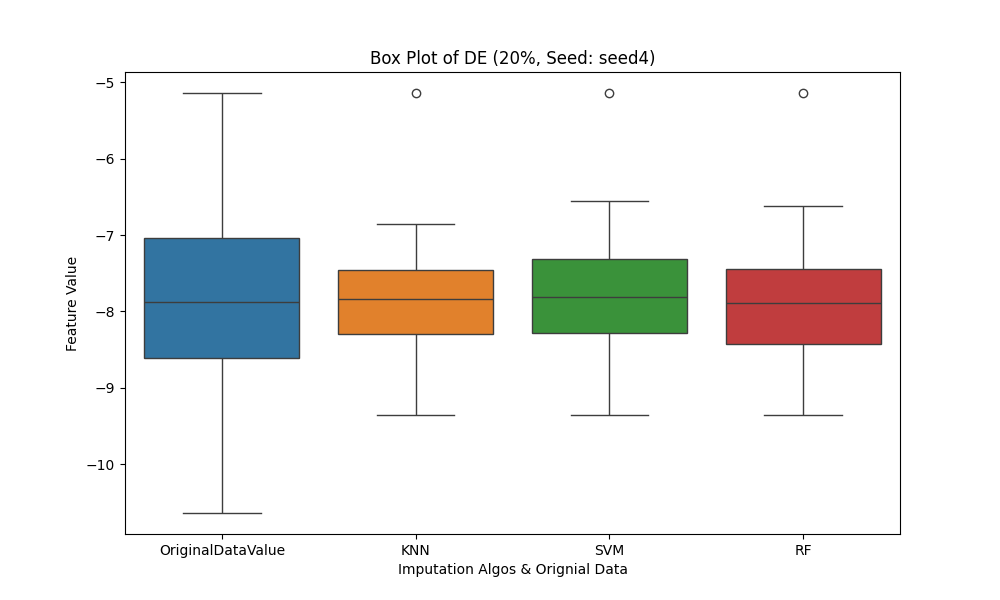 Box Plot of DE (20%, Seed: seed4)
−5
−6
−7
−8
−9
−10
Feature Value
OriginalDataValue KNN SVM RF
Imputation Algos & Orignial Data